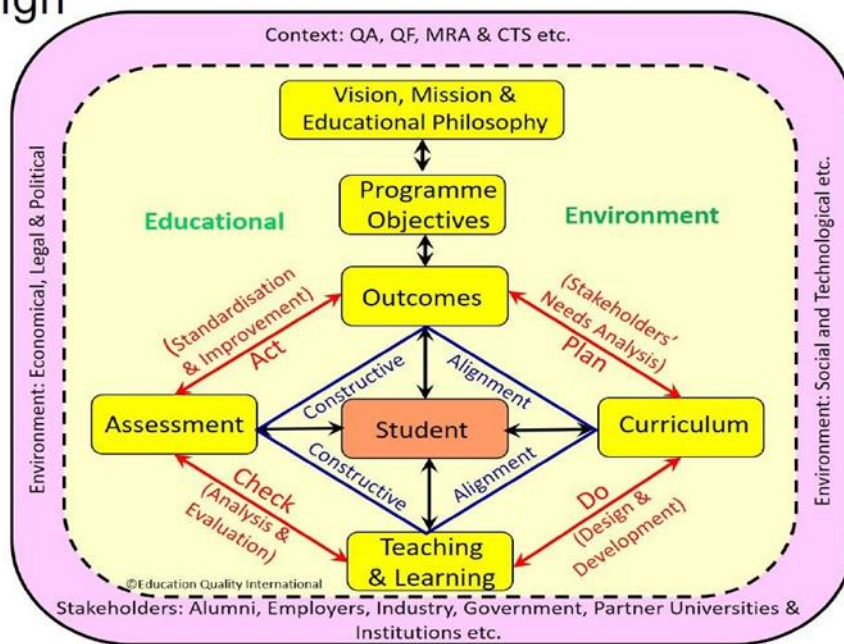 Context: QA, QF, MRA & CTS etc.
Vision, Mission &
Educational Philosophy
Programme
Objectives
Educational
Environment
Outcomes
(Standardisation
& Improvement)
Act
(Stakeholders'
Needs Analysis)
Plan
Constructive
Alignment
Assessment
Student
Curriculum
Constructive
Alignment
Check
(Analysis &
Evaluation)
Do
(Design &
Development)
Teaching
& Learning
©Education Quality International
Environment: Economical, Legal & Political
Environment: Social and Technological etc.
Stakeholders: Alumni, Employers, Industry, Government, Partner Universities &
Institutions etc.